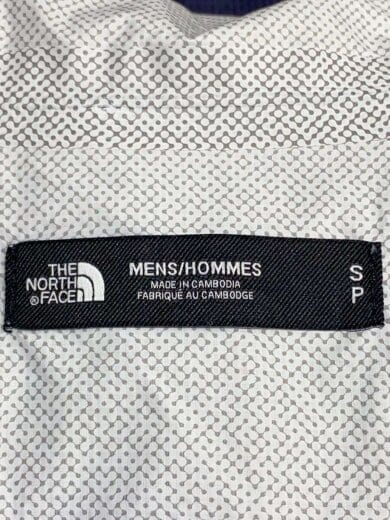 THE
NORTH
®FACE
MENS/HOMMES
MADE IN CAMBODIA
FABRIQUÉ AU CAMBODGE
S
P